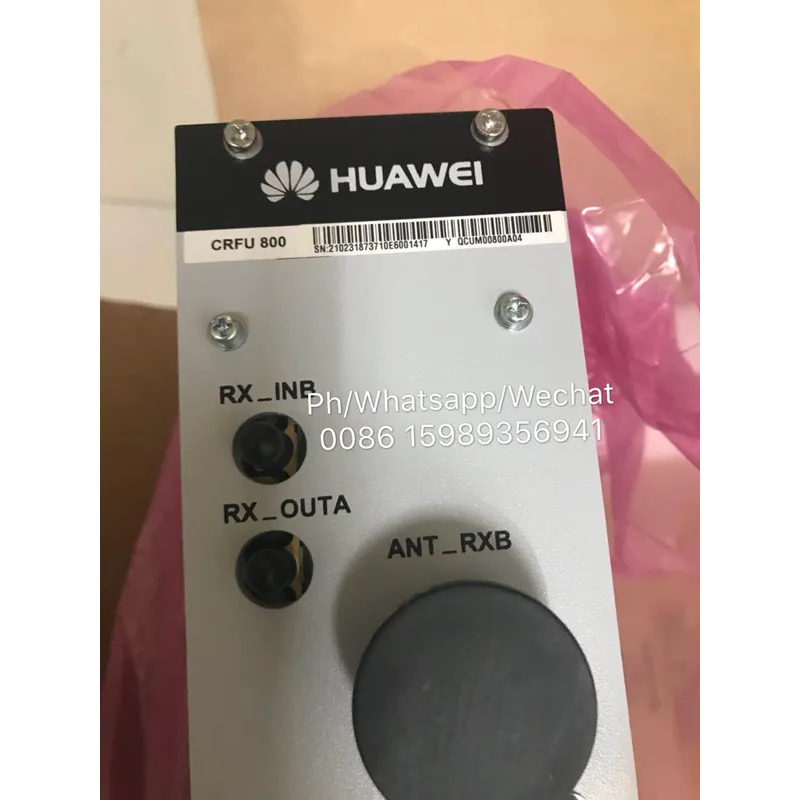 HUAWEI
CRFU 800
SN:210231873710E6001417 Y QCUM00800A04
RX_INB
Ph/Whatsapp/Wechat
0086 15989356941
RX_OUTA
ANT_RXB